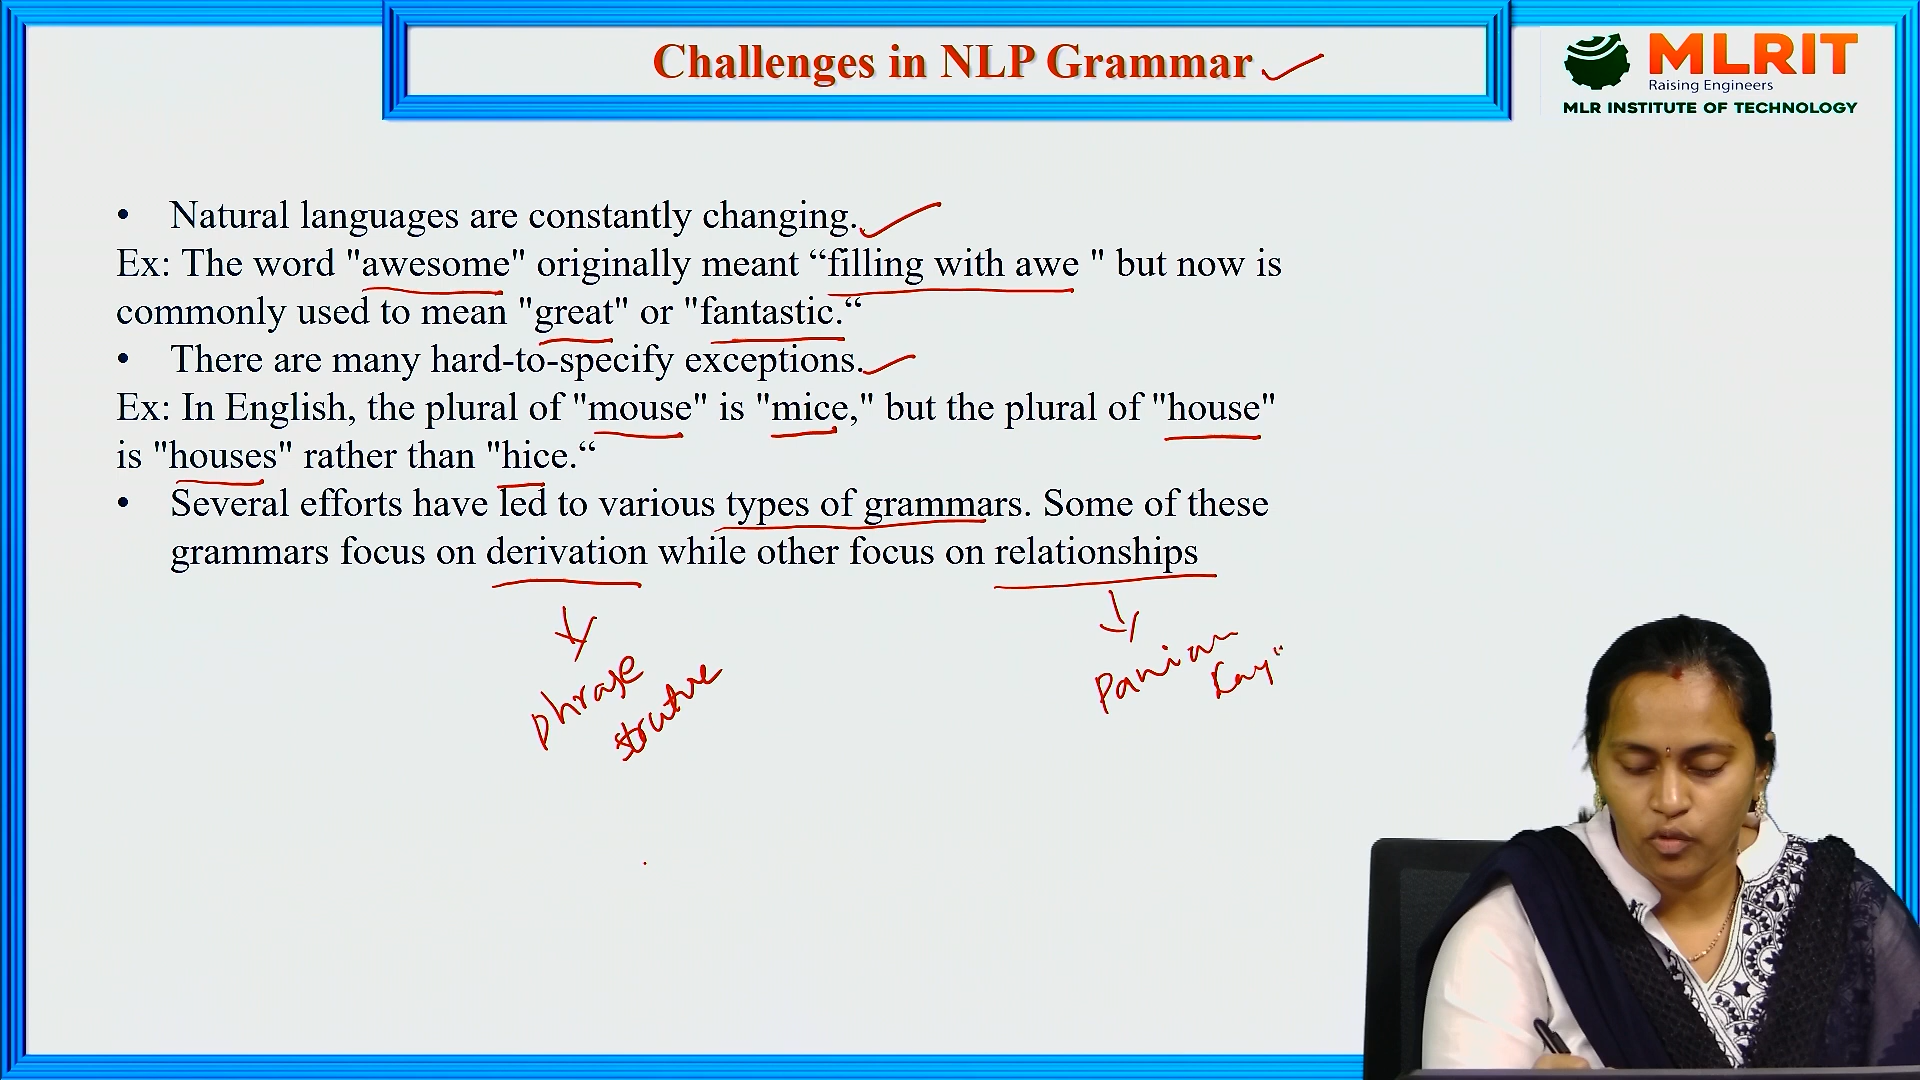 Challenges in NLP Grammar
MLRIT
Raising Engineers
MLR INSTITUTE OF TECHNOLOGY
• Natural languages are constantly changing.
Ex: The word "awesome" originally meant “filling with awe " but now is
commonly used to mean "great" or "fantastic.“
• There are many hard-to-specify exceptions.
Ex: In English, the plural of "mouse" is "mice," but the plural of "house"
is "houses" rather than "hice.“
• Several efforts have led to various types of grammars. Some of these
grammars focus on derivation while other focus on relationships
phrase
Paninian